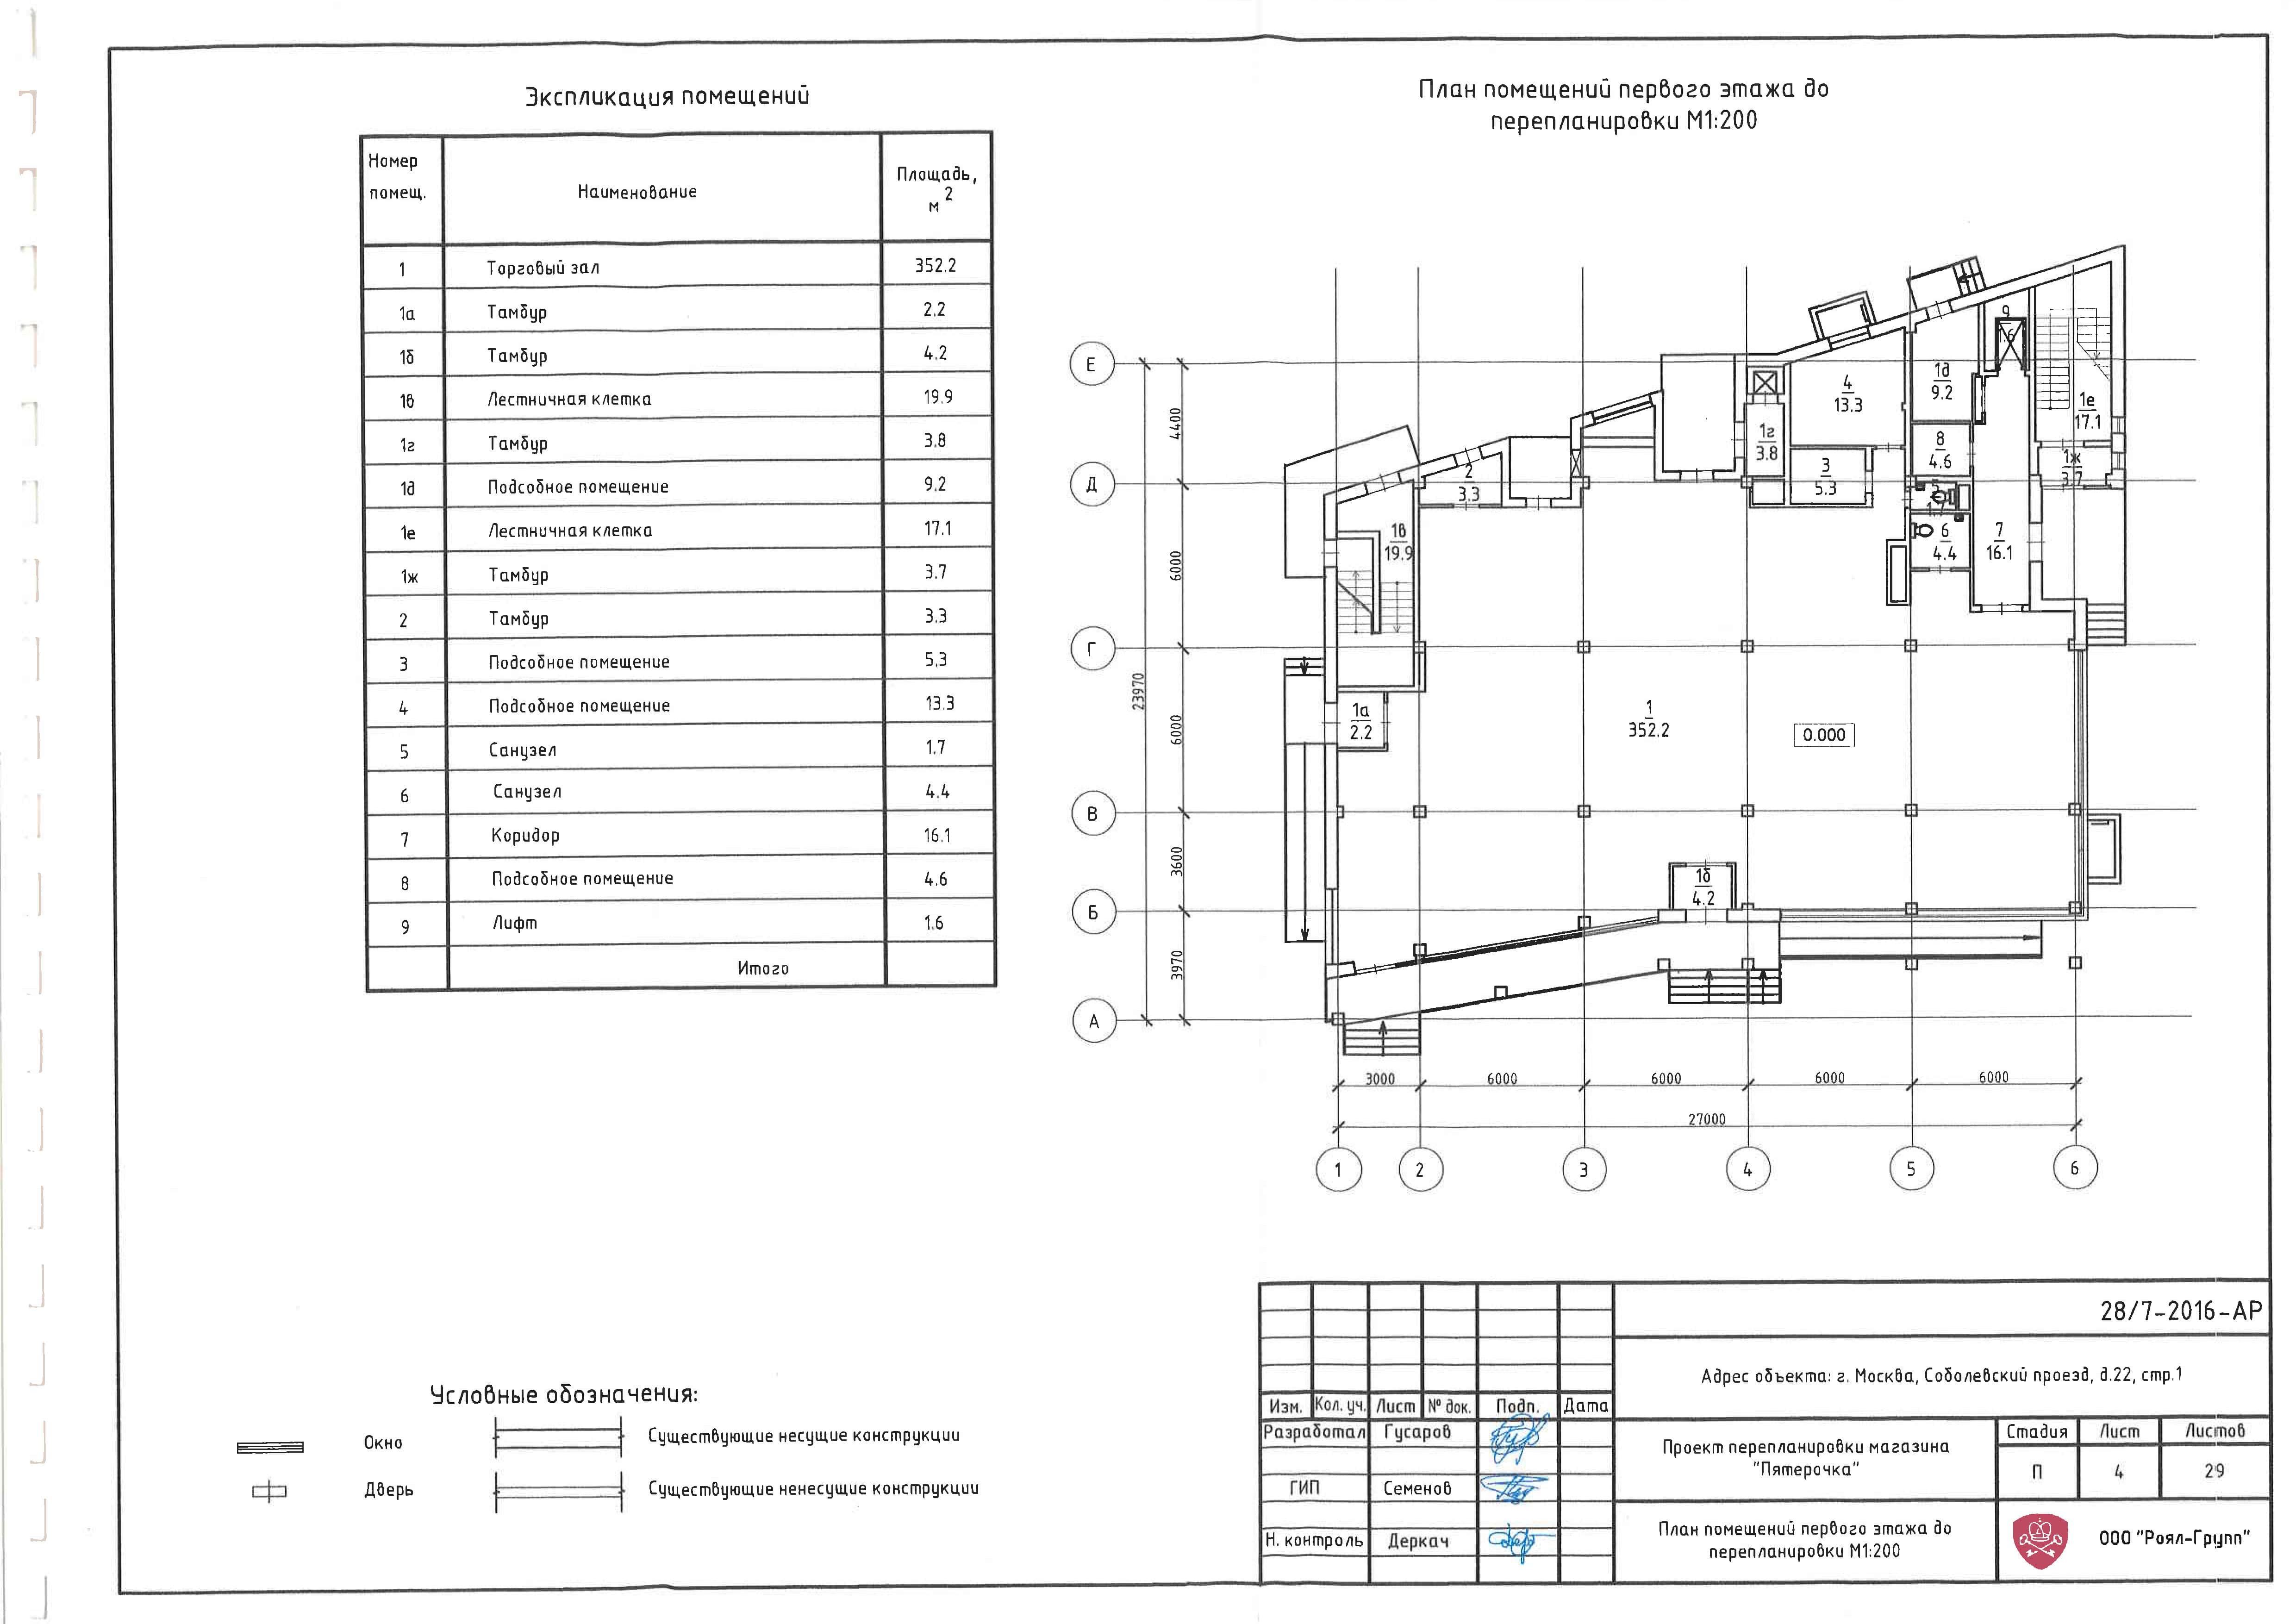 Экспликация помещений
План помещений первого этажа до
перепланировки М1:200
Номер помещ. Наименование Площадь, м 2
1 Торговый зал 352.2
1а Тамбур 2.2
1б Тамбур 4.2
1в Лестничная клетка 19.9
1г Тамбур 3.8
1д Подсобное помещение 9.2
1е Лестничная клетка 17.1
1ж Тамбур 3.7
2 Тамбур 3.3
3 Подсобное помещение 5.3
4 Подсобное помещение 13.3
5 Санузел 1.7
6 Санузел 4.4
7 Коридор 16.1
8 Подсобное помещение 4.6
9 Лифт 1.6
Итого
Е
Д
Г
В
Б
А
4400
6000
6000
3600
3970
23970
9
1.6
1д
9.2
4
13.3
1е
17.1
1г
3.8
8
4.6
1ж
3.7
3
5.3
2
3.3
5
1.7
1в
19.9
6
4.4
7
16.1
1а
2.2
1
352.2
0.000
1б
4.2
3000 6000 6000 6000 6000
27000
1 2 3 4 5 6
Условные обозначения:
Окно
Существующие несущие конструкции
Дверь
Существующие ненесущие конструкции
28/7-2016-АР
Адрес объекта: г. Москва, Соболевский проезд, д.22, стр.1
Изм. Кол. уч. Лист № док. Подп. Дата
Разработал Гусаров
ГИП Семенов
Н. контроль Деркач
Проект перепланировки магазина
"Пятерочка"
Стадия Лист Листов
П 4 29
План помещений первого этажа до
перепланировки М1:200
ООО "Роял-Групп"